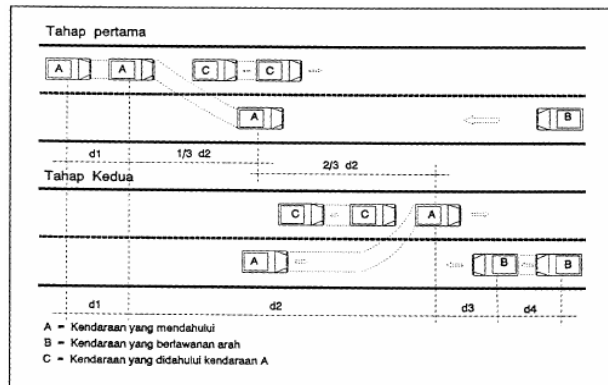 Tahap pertama
A A C C
A B
d1 1/3 d2 2/3 d2
Tahap Kedua
C C A
A B B
d1 d2 d3 d4
A = Kendaraan yang mendahului
B = Kendaraan yang berlawanan arah
C = Kendaraan yang didahului kendaraan A